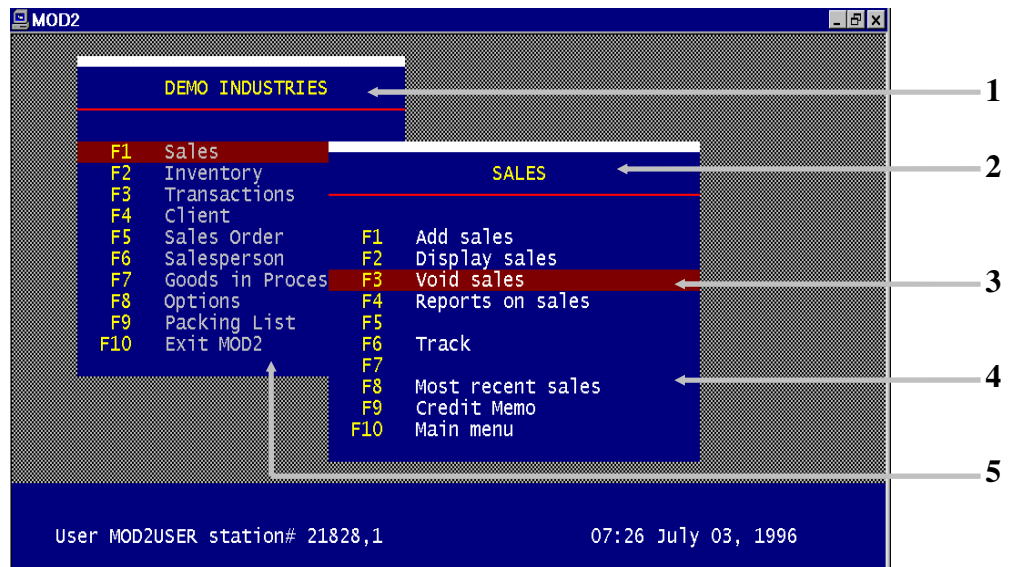 MOD2
DEMO INDUSTRIES
F1 Sales
F2 Inventory
F3 Transactions
F4 Client
F5 Sales Order
F6 Salesperson
F7 Goods in Proces
F8 Options
F9 Packing List
F10 Exit MOD2
SALES
F1 Add sales
F2 Display sales
F3 Void sales
F4 Reports on sales
F5
F6 Track
F7
F8 Most recent sales
F9 Credit Memo
F10 Main menu
1
2
3
4
5
User MOD2USER station# 21828,1 07:26 July 03, 1996